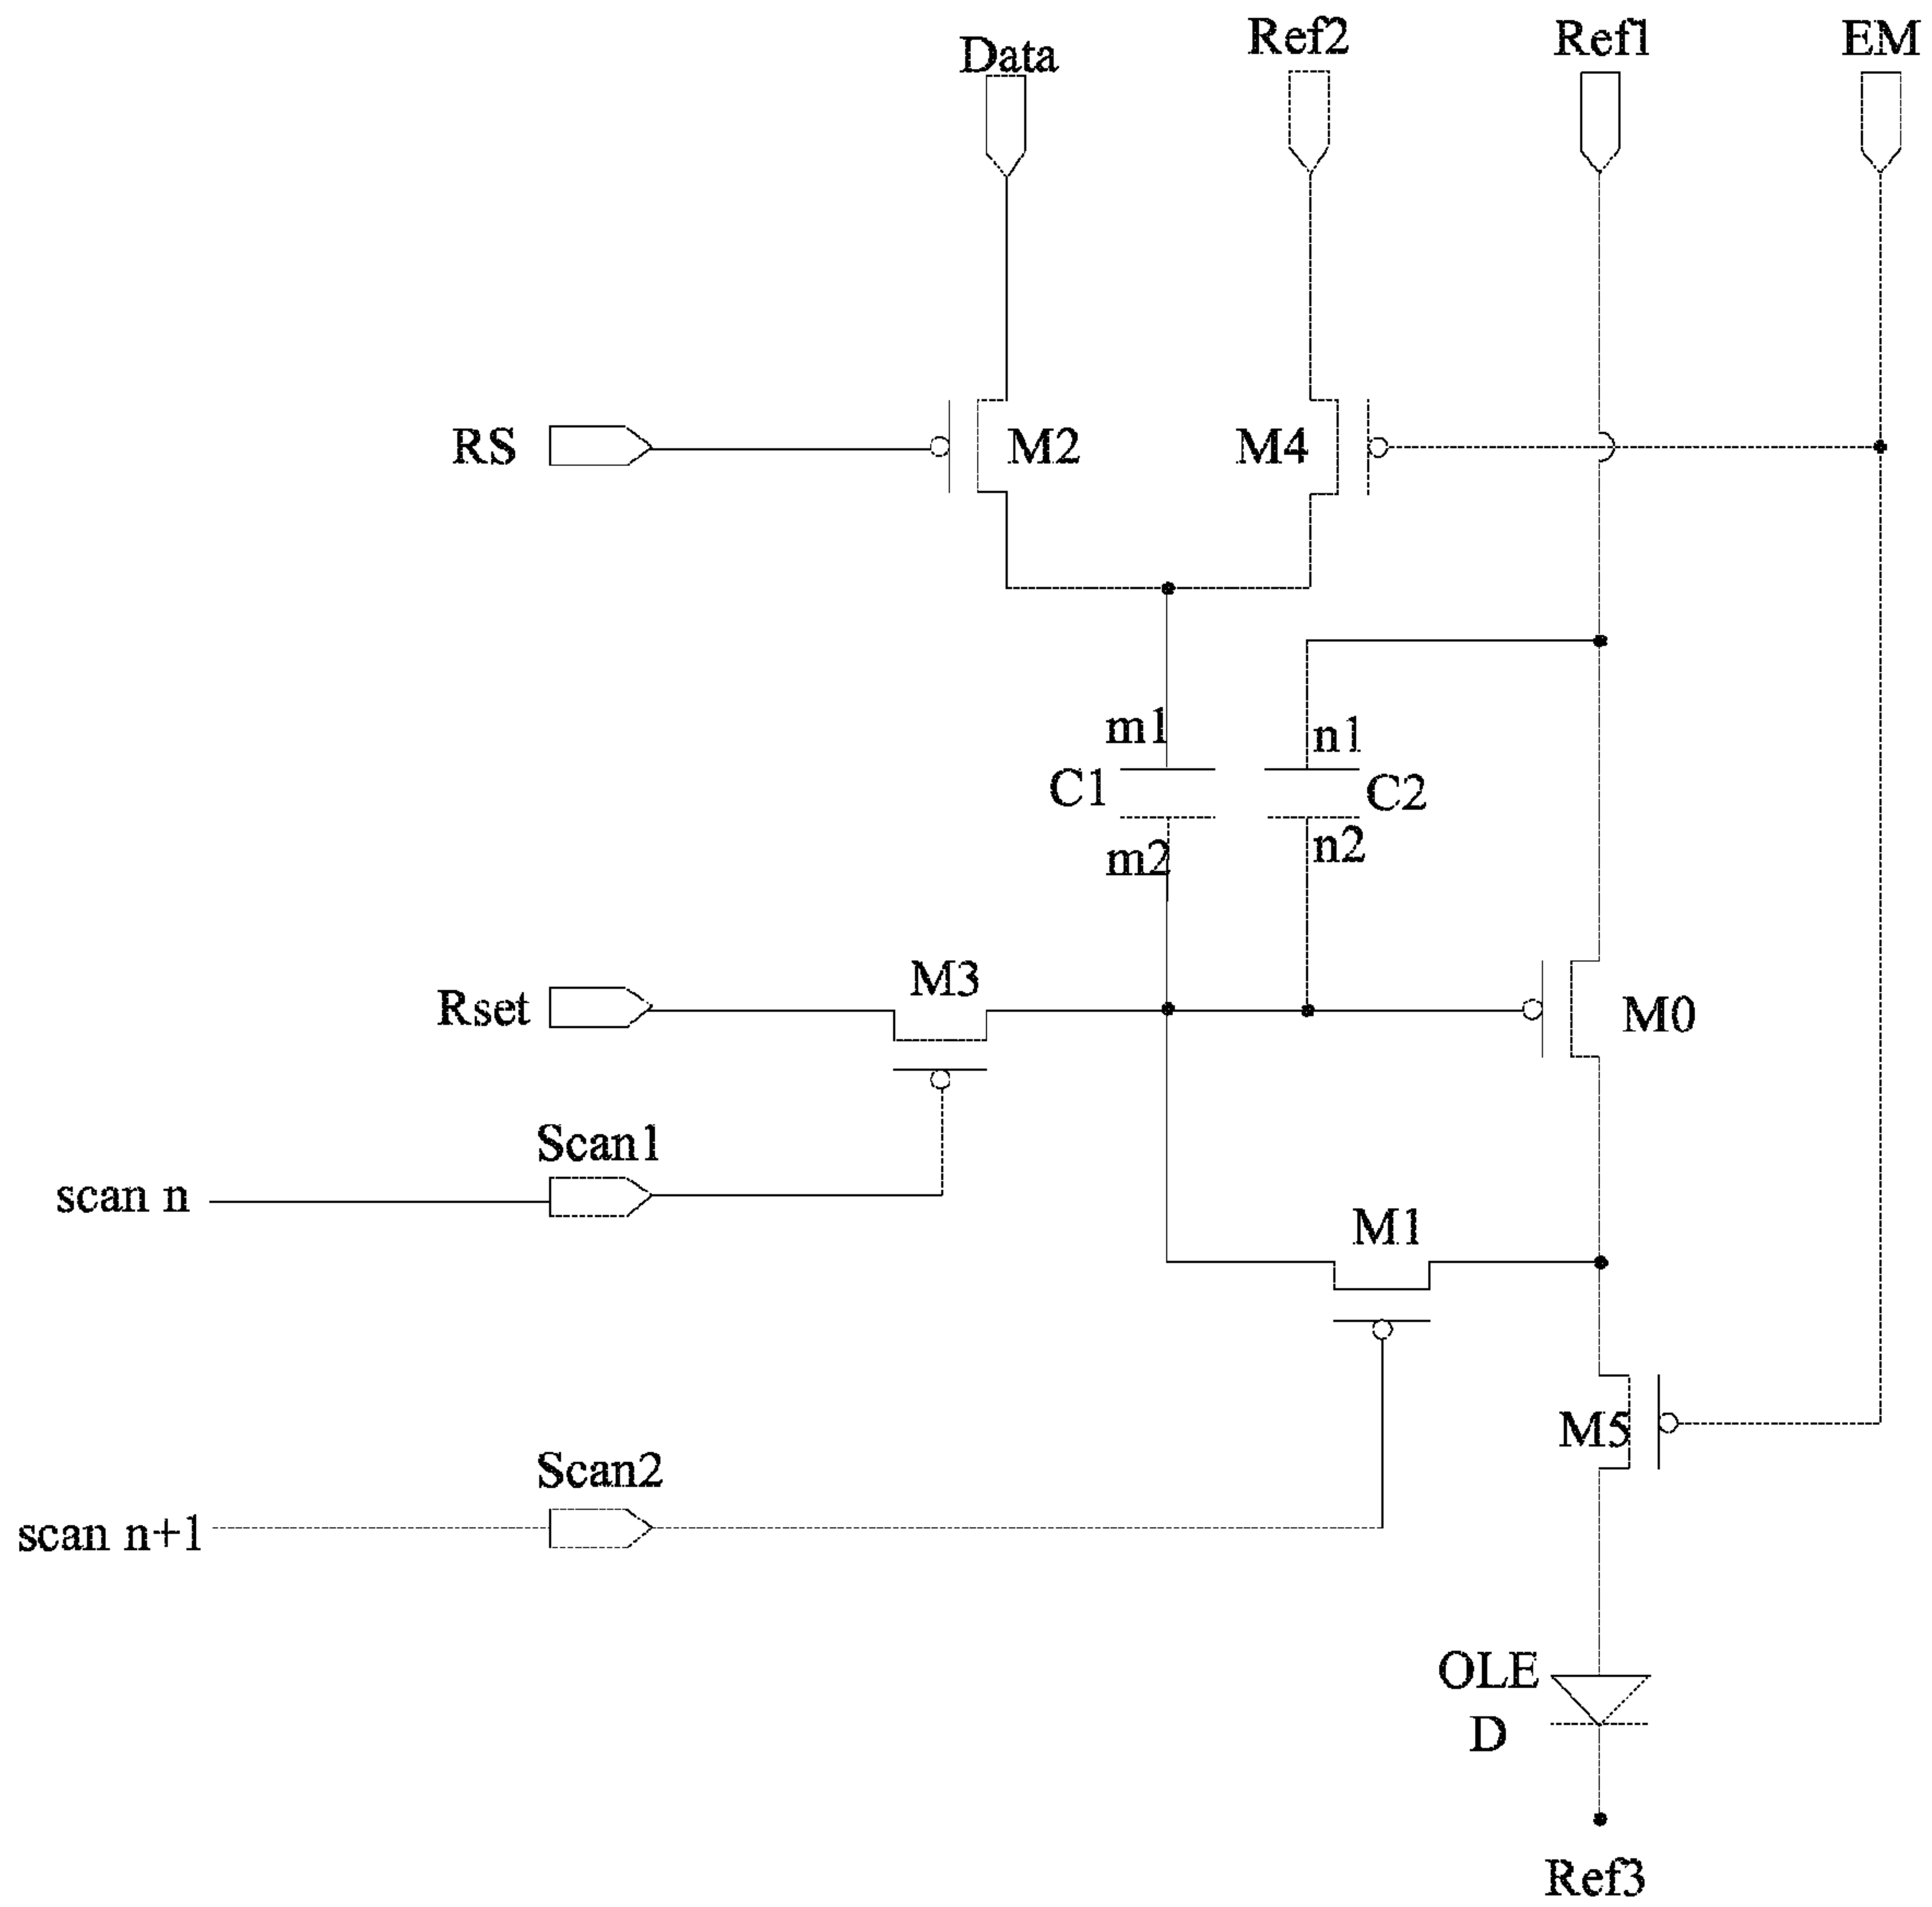 Data
Ref2
Ref1
EM
RS
M2
M4
m1
n1
C1
C2
m2
n2
M3
Rset
M0
Scan1
scan n
M1
M5
Scan2
scan n+1
OLE
D
Ref3